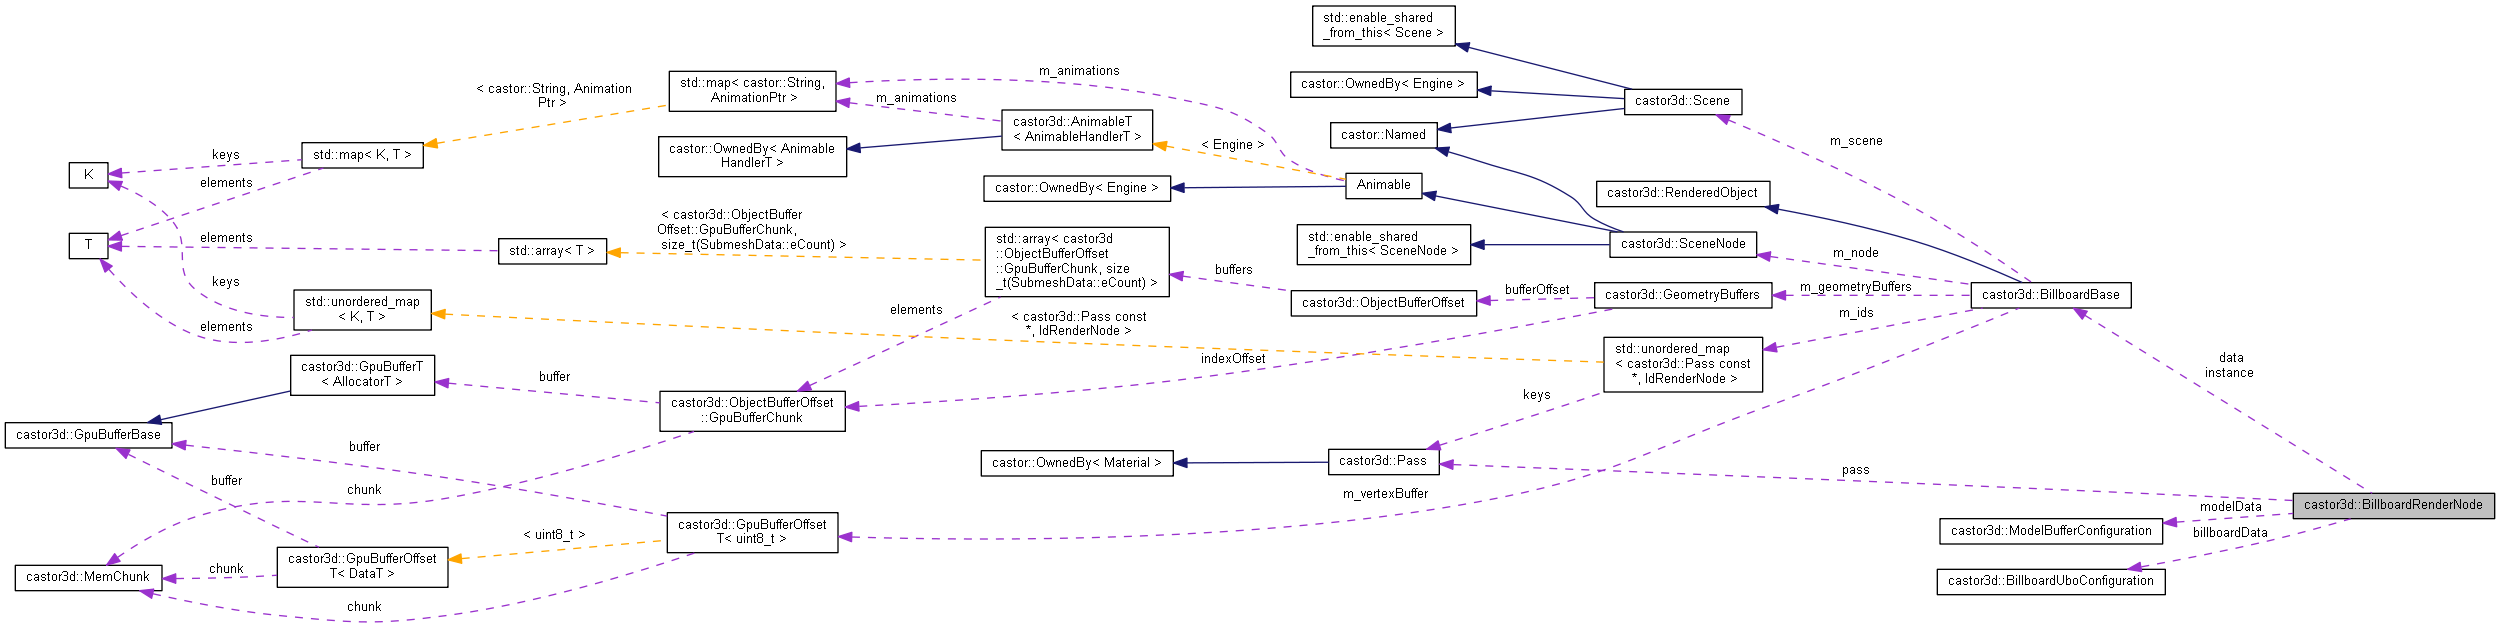 std::enable_shared
_from_this< Scene >
castor::OwnedBy< Engine >
castor3d::Scene
castor::Named
m_animations
std::map< castor::String,
AnimationPtr >
< castor::String, Animation
Ptr >
m_animations
castor3d::AnimableT
< AnimableHandlerT >
castor::OwnedBy< Animable
HandlerT >
< Engine >
m_scene
keys
std::map< K, T >
K
elements
castor::OwnedBy< Engine >
Animable
castor3d::RenderedObject
< castor3d::ObjectBuffer
Offset::GpuBufferChunk,
size_t(SubmeshData::eCount) >
T
elements
std::array< T >
std::array< castor3d
::ObjectBufferOffset
::GpuBufferChunk, size
_t(SubmeshData::eCount) >
std::enable_shared
_from_this< SceneNode >
castor3d::SceneNode
m_node
buffers
keys
std::unordered_map
< K, T >
elements
castor3d::ObjectBufferOffset
bufferOffset
castor3d::GeometryBuffers
m_geometryBuffers
castor3d::BillboardBase
elements
< castor3d::Pass const
*, IdRenderNode >
m_ids
indexOffset
std::unordered_map
< castor3d::Pass const
*, IdRenderNode >
data
instance
castor3d::GpuBufferT
< AllocatorT >
buffer
castor3d::ObjectBufferOffset
::GpuBufferChunk
keys
castor3d::GpuBufferBase
buffer
castor::OwnedBy< Material >
castor3d::Pass
pass
buffer
chunk
m_vertexBuffer
castor3d::BillboardRenderNode
modelData
castor3d::GpuBufferOffset
T< uint8_t >
< uint8_t >
castor3d::ModelBufferConfiguration
billboardData
castor3d::GpuBufferOffset
T< DataT >
chunk
castor3d::MemChunk
castor3d::BillboardUboConfiguration
chunk